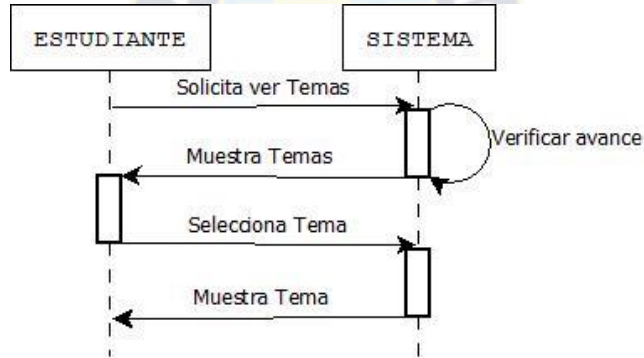 ESTUDIANTE
SISTEMA
Solicita ver Temas
Verificar avance
Muestra Temas
Selecciona Tema
Muestra Tema